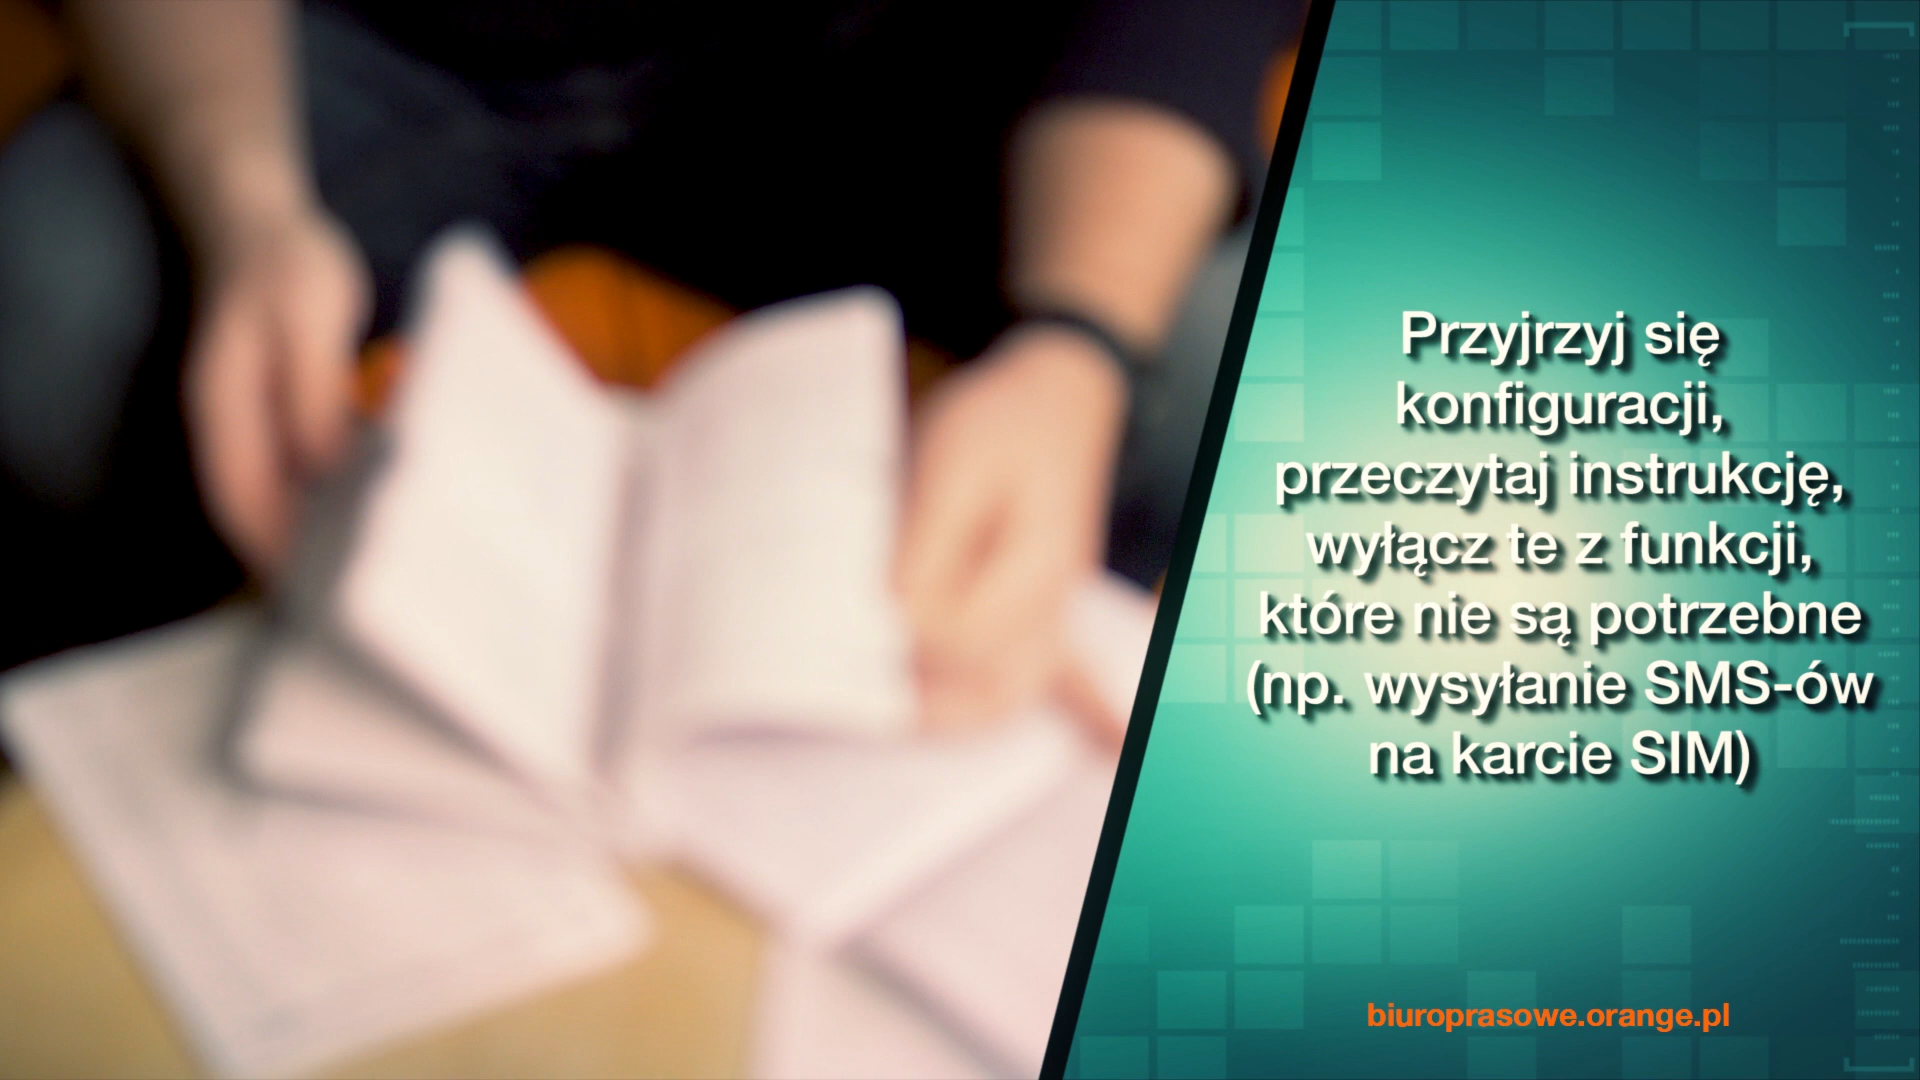 Przyjrzyj się
konfiguracji,
przeczytaj instrukcję,
wyłącz te z funkcji,
które nie są potrzebne
(np. wysyłanie SMS-ów
na karcie SIM)
biuroprasowe.orange.pl